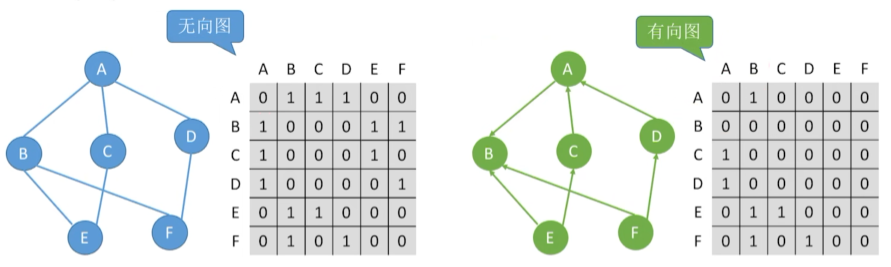 无向图
A
B
C
D
E
F
A B C D E F
A 0 1 1 1 0 0
B 1 0 0 0 1 1
C 1 0 0 0 1 0
D 1 0 0 0 0 1
E 0 1 1 0 0 0
F 0 1 0 1 0 0
有向图
A
B
C
D
E
F
A B C D E F
A 0 1 0 0 0 0
B 0 0 0 0 0 0
C 1 0 0 0 0 0
D 1 0 0 0 0 0
E 0 1 1 0 0 0
F 0 1 0 1 0 0